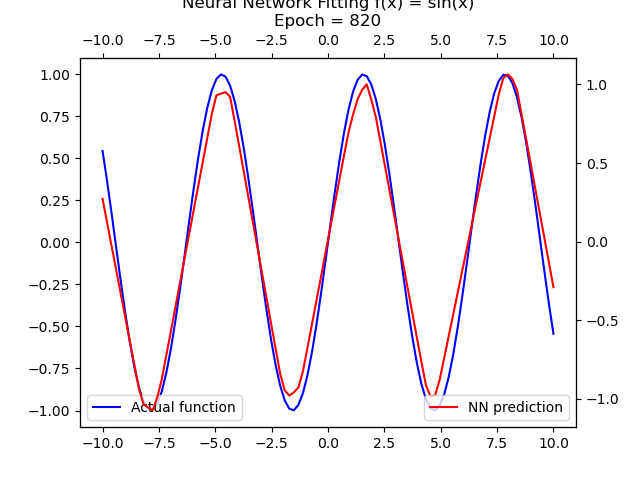 Neural Network Fitting f(x) = sin(x)
Epoch = 820
−10.0 −7.5 −5.0 −2.5 0.0 2.5 5.0 7.5 10.0
1.00
0.75
0.50
0.25
0.00
−0.25
−0.50
−0.75
−1.00
1.0
0.5
0.0
−0.5
−1.0
Actual function
NN prediction
−10.0 −7.5 −5.0 −2.5 0.0 2.5 5.0 7.5 10.0